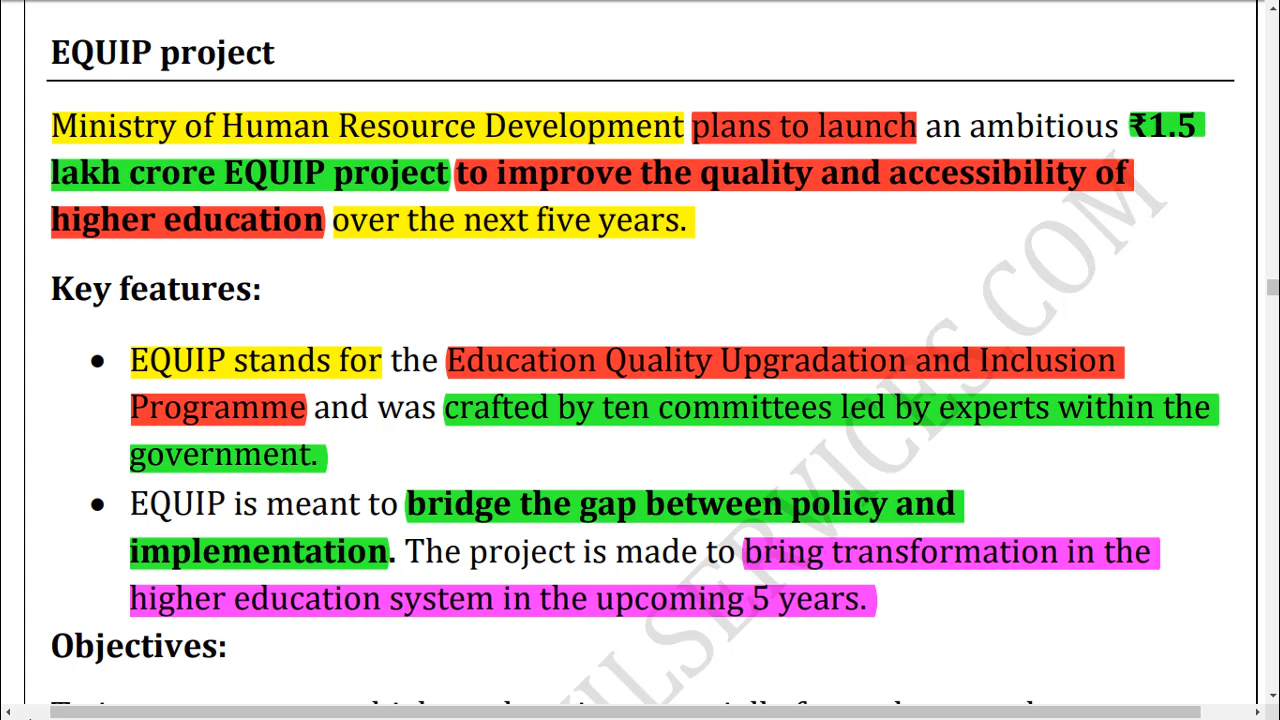 EQUIP project
Ministry of Human Resource Development plans to launch an ambitious ₹1.5
lakh crore EQUIP project to improve the quality and accessibility of
higher education over the next five years.
Key features:
• EQUIP stands for the Education Quality Upgradation and Inclusion
Programme and was crafted by ten committees led by experts within the
government.
• EQUIP is meant to bridge the gap between policy and
implementation. The project is made to bring transformation in the
higher education system in the upcoming 5 years.
Objectives:
ILSERVICES.COM